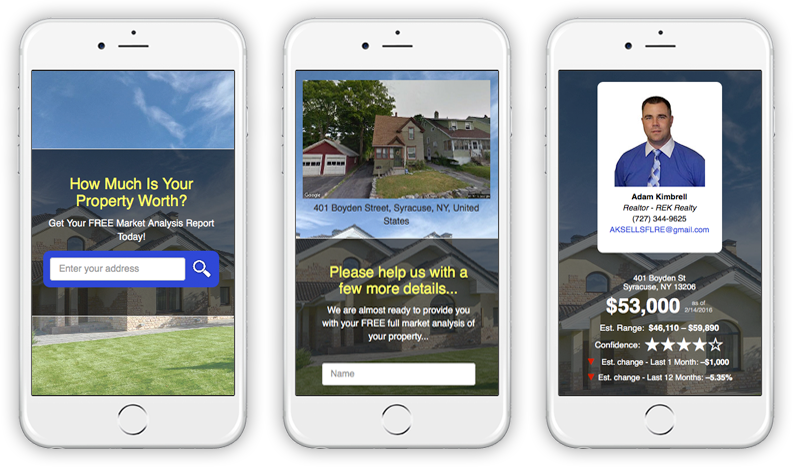 How Much Is Your
Property Worth?
Get Your FREE Market Analysis Report
Today!
Enter your address
Google
401 Boyden Street, Syracuse, NY, United
States
Please help us with a
few more details...
We are almost ready to provide you
with your FREE full market analysis of
your property...
Name
Adam Kimbrell
Realtor - REK Realty
(727) 344-9625
AKSELLSFLRE@gmail.com
401 Boyden St
Syracuse, NY 13206
$53,000 as of
2/14/2016
Est. Range: $46,110 – $59,890
Confidence:
Est. change - Last 1 Month: –$1,000
Est. change - Last 12 Months: –5.35%